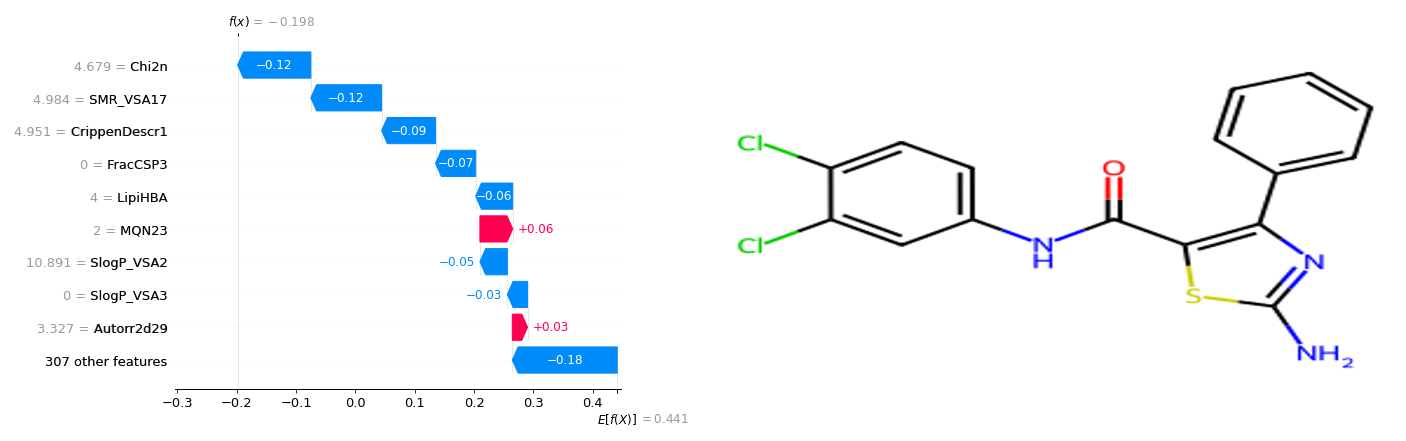 f(x) = −0.198
4.679 = Chi2n
−0.12
4.984 = SMR_VSA17
−0.12
4.951 = CrippenDescr1
−0.09
0 = FracCSP3
−0.07
4 = LipiHBA
−0.06
2 = MQN23
+0.06
10.891 = SlogP_VSA2
−0.05
0 = SlogP_VSA3
−0.03
3.327 = Autorr2d29
+0.03
307 other features
−0.18
−0.3 −0.2 −0.1 0.0 0.1 0.2 0.3 0.4
E[f(X)] = 0.441
Cl
O
Cl
N
H
N
S
NH2